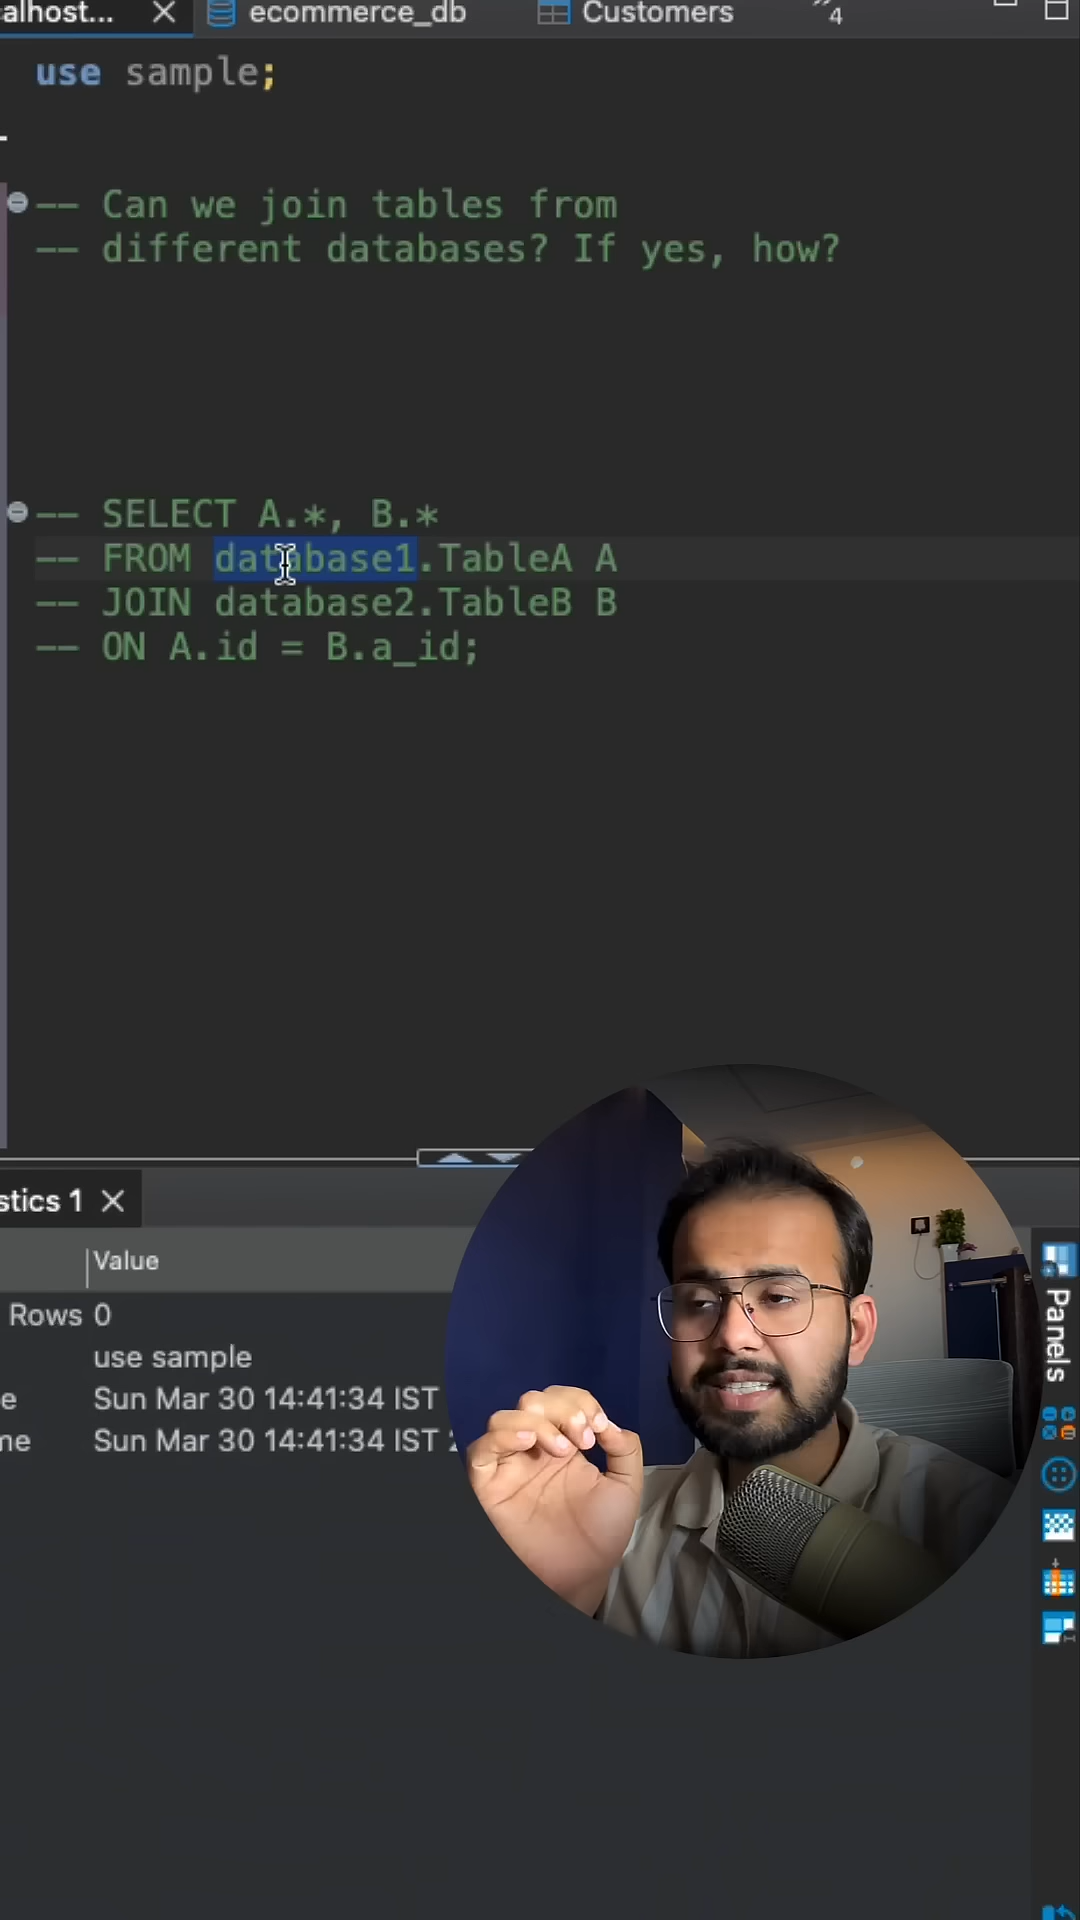 alhost... ecommerce_db Customers 4
use sample;
-- Can we join tables from
-- different databases? If yes, how?
-- SELECT A.*, B.*
-- FROM database1.TableA A
-- JOIN database2.TableB B
-- ON A.id = B.a_id;
stics 1
Value
Rows 0
use sample
e Sun Mar 30 14:41:34 IST
me Sun Mar 30 14:41:34 IST 2
Panels